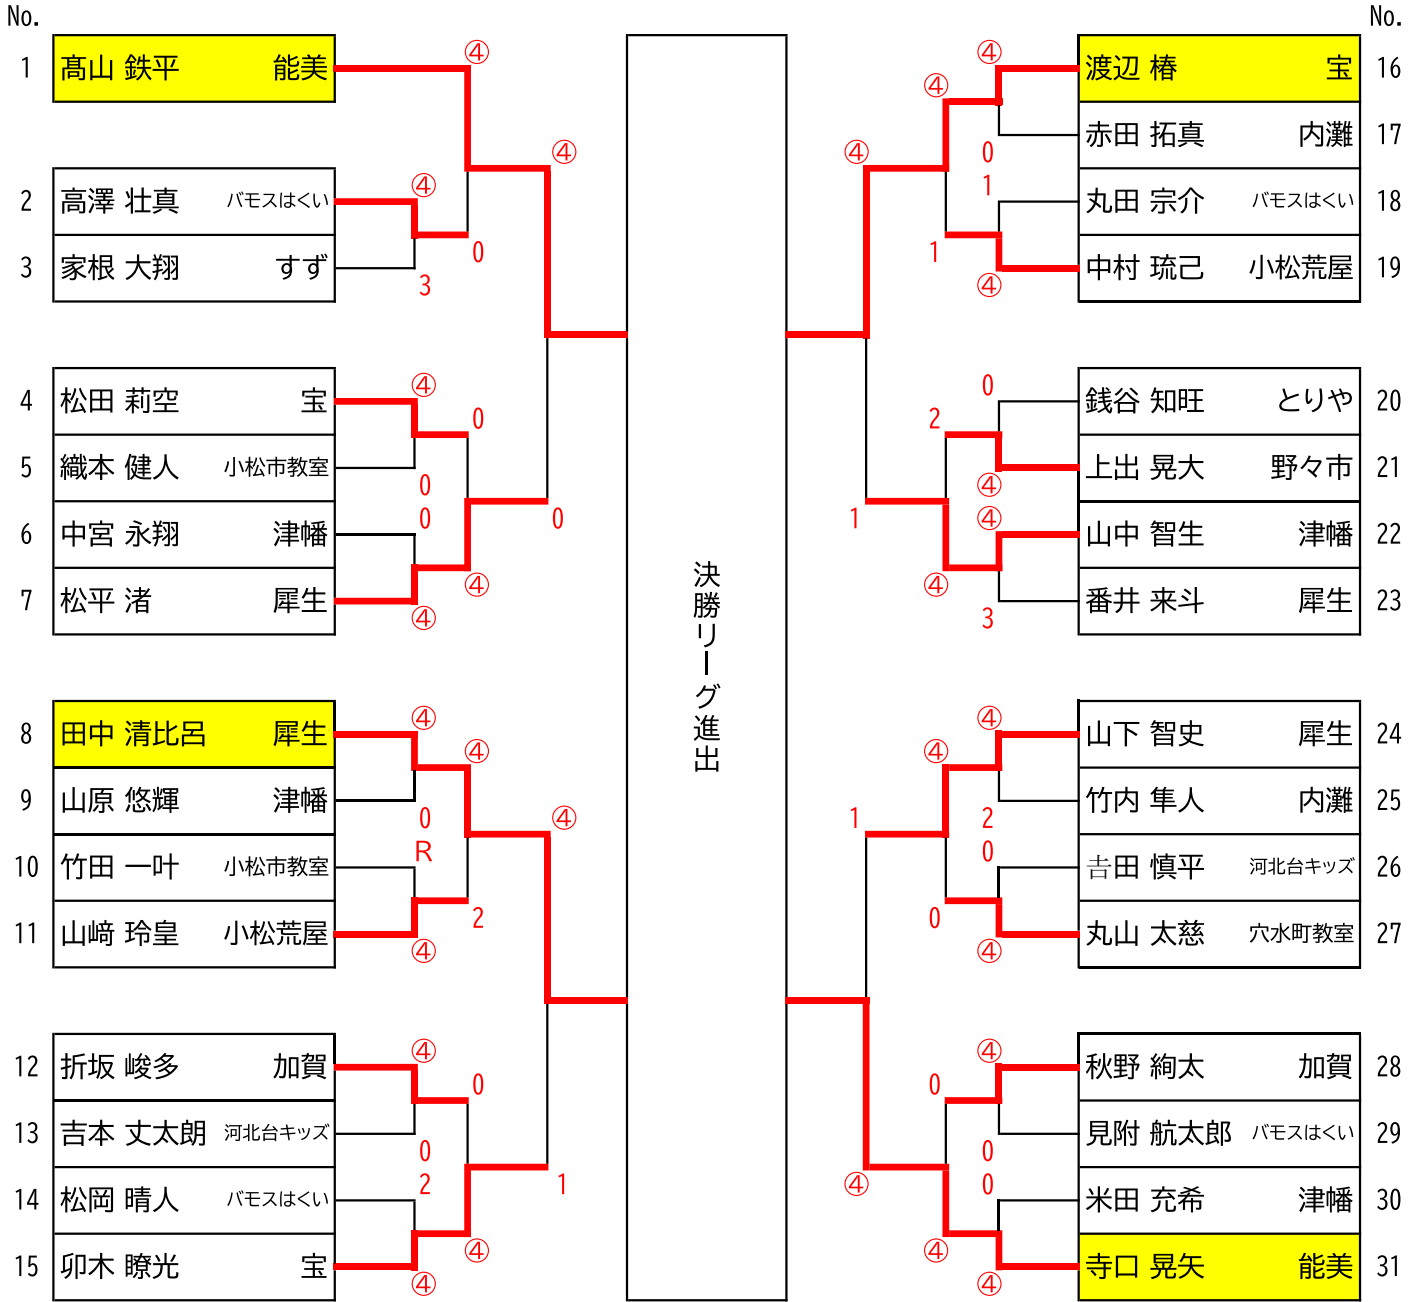 No.
1 髙山 鉄平 能美
④
④
2 高澤 壮真 バモスはくい
④
0
3 家根 大翔 すず
3
4 松田 莉空 宝
④
0
5 織本 健人 小松市教室
0
0
0
6 中宮 永翔 津幡
7 松平 渚 犀生
④
④
8 田中 清比呂 犀生
④
④
9 山原 悠輝 津幡
0
④
R
10 竹田 一叶 小松市教室
11 山﨑 玲皇 小松荒屋
2
④
12 折坂 峻多 加賀
④
0
13 吉本 丈太朗 河北台キッズ
0
1
2
14 松岡 晴人 バモスはくい
15 卯木 瞭光 宝
④
④
決勝リーグ進出
No.
④
渡辺 椿 宝 16
④
赤田 拓真 内灘 17
④
0
1
丸田 宗介 バモスはくい 18
1
中村 琉己 小松荒屋 19
④
0
銭谷 知旺 とりや 20
2
上出 晃大 野々市 21
④
④
1
山中 智生 津幡 22
④
番井 来斗 犀生 23
3
④
山下 智史 犀生 24
④
竹内 隼人 内灘 25
1
2
0
𠮷田 慎平 河北台キッズ 26
0
丸山 太慈 穴水町教室 27
④
④
秋野 絢太 加賀 28
0
見附 航太郎 バモスはくい 29
0
④
0
米田 充希 津幡 30
④
寺口 晃矢 能美 31
④